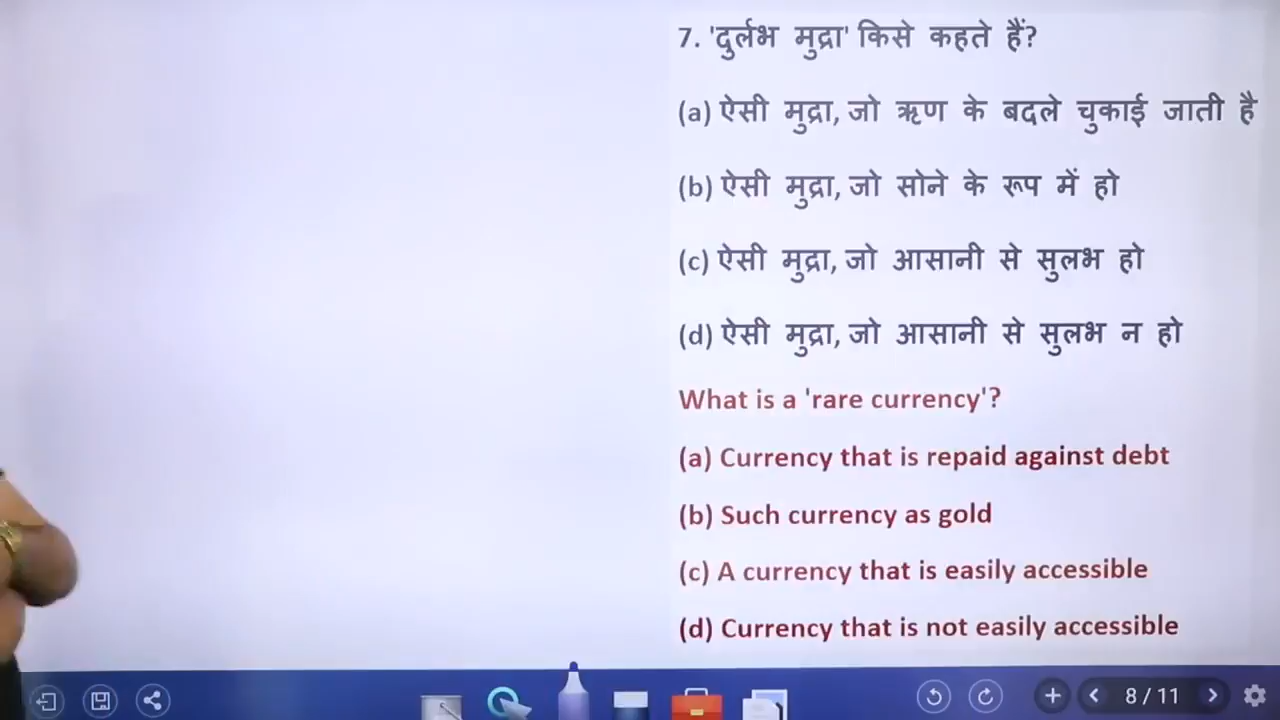 7. 'दुर्लभ मुद्रा' किसे कहते हैं?
(a) ऐसी मुद्रा, जो ऋण के बदले चुकाई जाती है
(b) ऐसी मुद्रा, जो सोने के रूप में हो
(c) ऐसी मुद्रा, जो आसानी से सुलभ हो
(d) ऐसी मुद्रा, जो आसानी से सुलभ न हो
What is a 'rare currency'?
(a) Currency that is repaid against debt
(b) Such currency as gold
(c) A currency that is easily accessible
(d) Currency that is not easily accessible
8 / 11